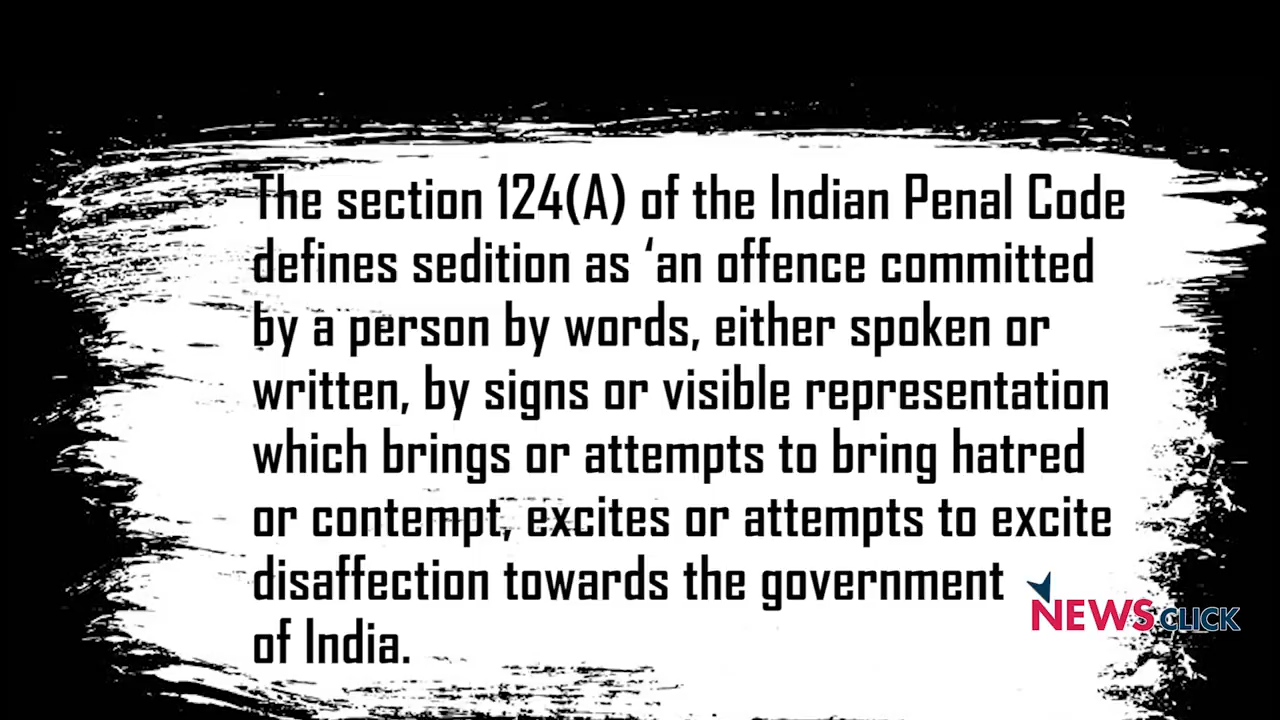 The section 124(A) of the Indian Penal Code
defines sedition as ‘an offence committed
by a person by words, either spoken or
written, by signs or visible representation
which brings or attempts to bring hatred
or contempt, excites or attempts to excite
disaffection towards the government
of India.
NEWSCLICK